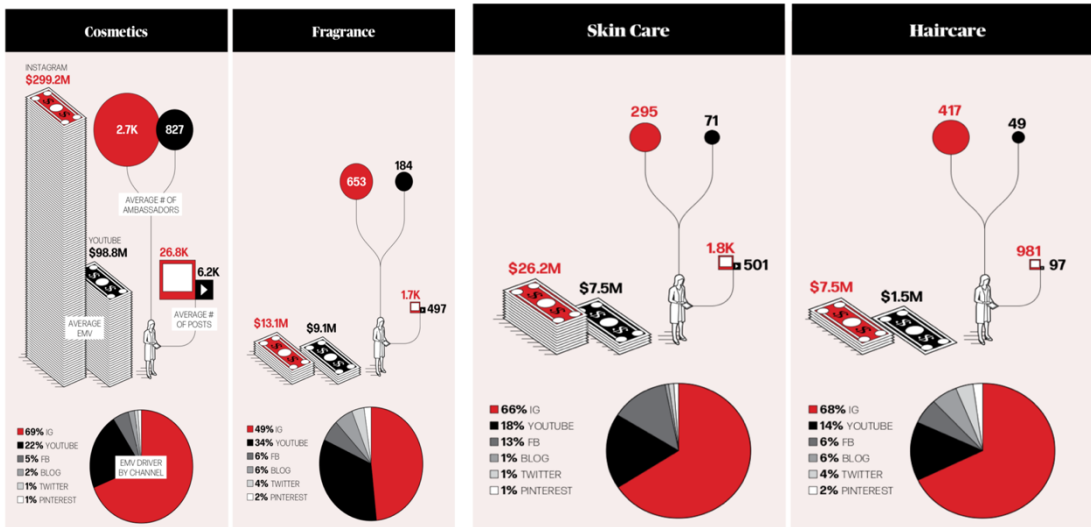 Cosmetics
INSTAGRAM
$299.2M
2.7K
827
AVERAGE # OF
AMBASSADORS
YOUTUBE
$98.8M
26.8K
6.2K
AVERAGE
EMV
AVERAGE #
OF POSTS
69% IG
22% YOUTUBE
5% FB
2% BLOG
1% TWITTER
1% PINTEREST
EMV DRIVER
BY CHANNEL
Fragrance
653
184
1.7K
497
$13.1M
$9.1M
49% IG
34% YOUTUBE
6% FB
6% BLOG
4% TWITTER
2% PINTEREST
Skin Care
295
71
1.8K
501
$26.2M
$7.5M
66% IG
18% YOUTUBE
13% FB
1% BLOG
1% TWITTER
1% PINTEREST
Haircare
417
49
981
97
$7.5M
$1.5M
68% IG
14% YOUTUBE
6% FB
6% BLOG
4% TWITTER
2% PINTEREST